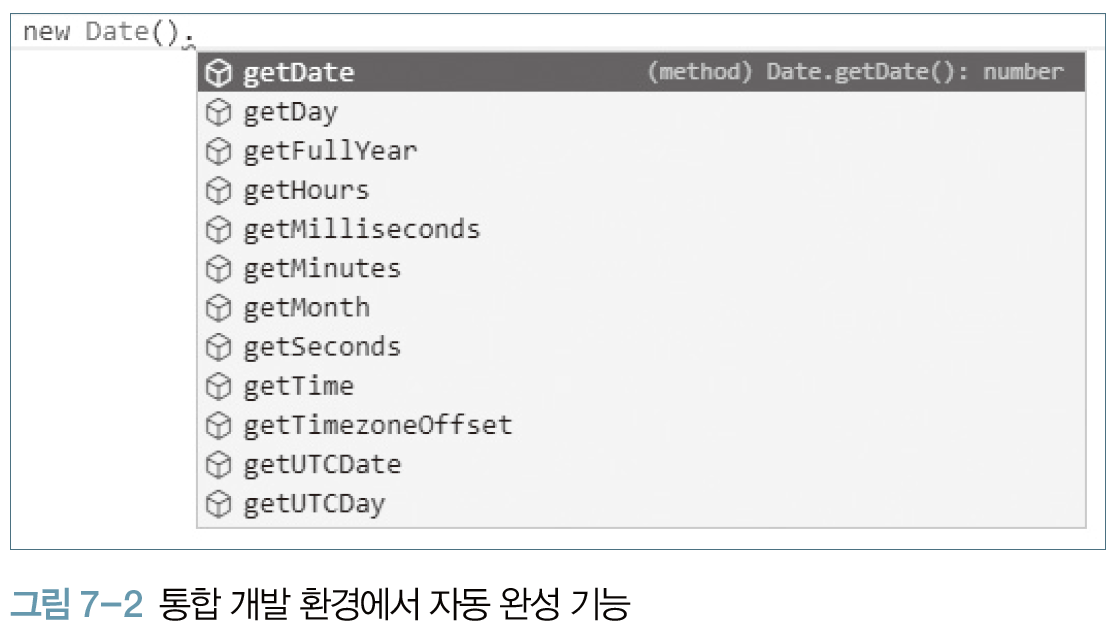 new Date().
getDate (method) Date.getDate(): number
getDay
getFullYear
getHours
getMilliseconds
getMinutes
getMonth
getSeconds
getTime
getTimezoneOffset
getUTCDate
getUTCDay
그림 7-2 통합 개발 환경에서 자동 완성 기능